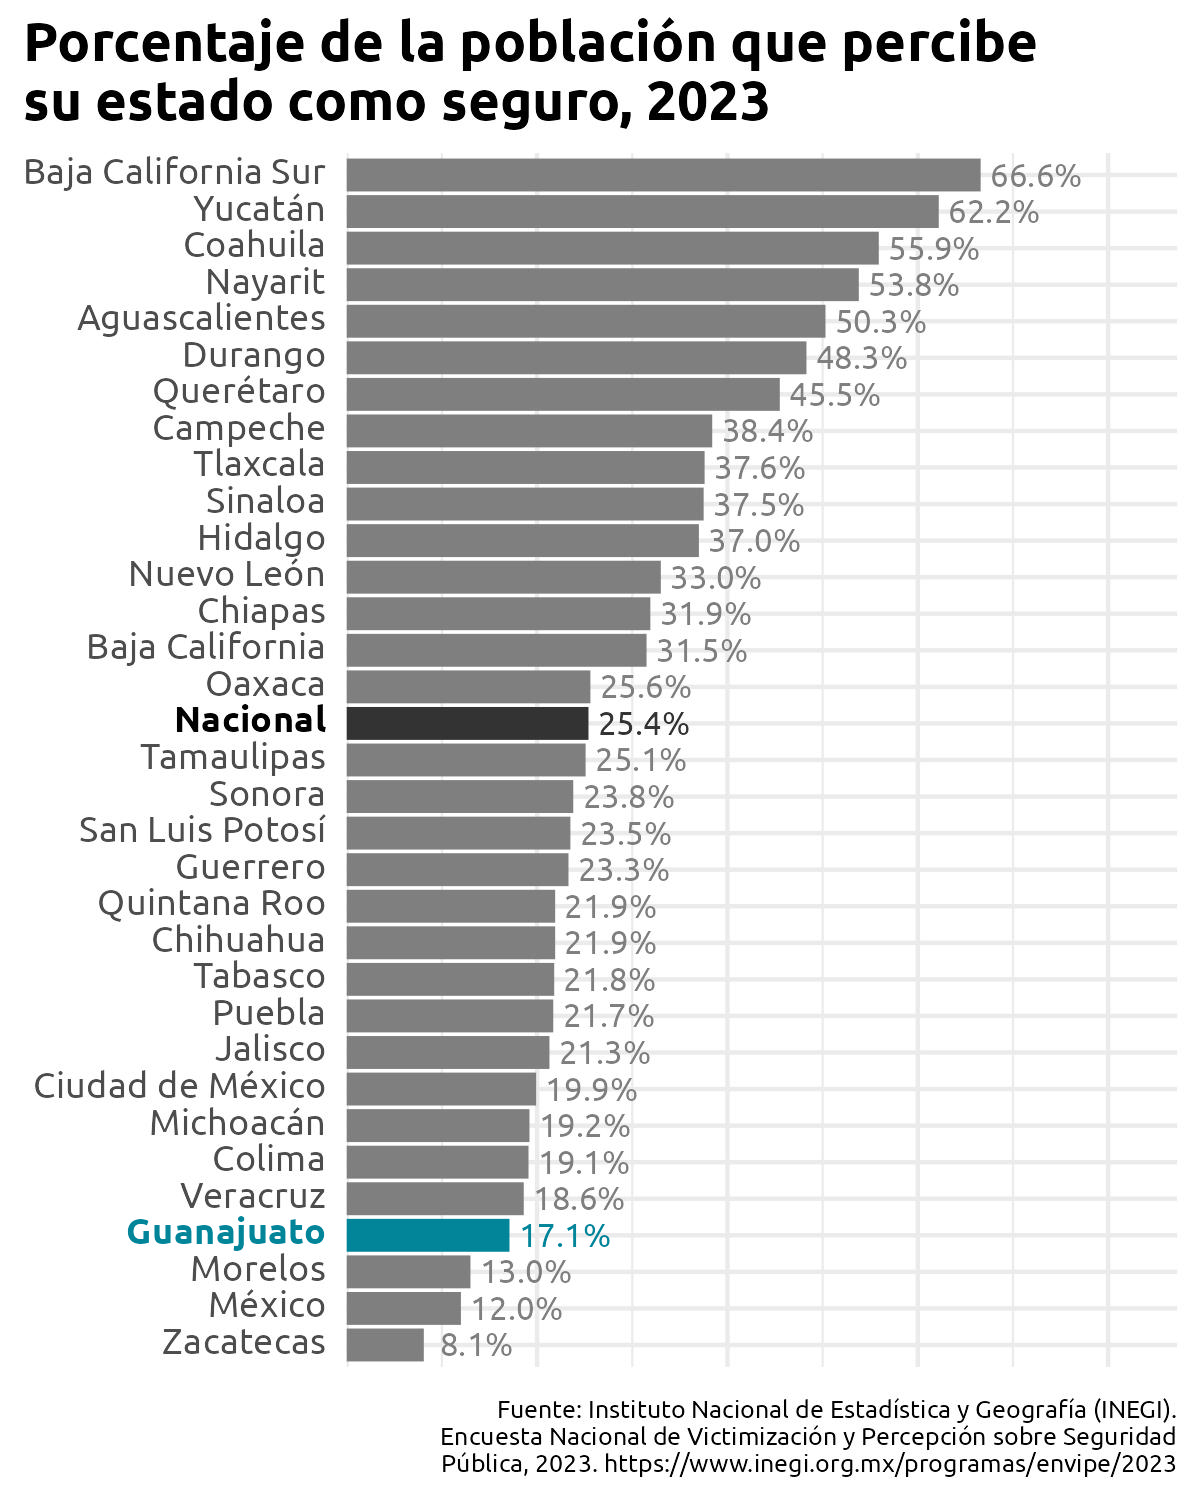 Porcentaje de la población que percibe
su estado como seguro, 2023
Baja California Sur 66.6%
Yucatán 62.2%
Coahuila 55.9%
Nayarit 53.8%
Aguascalientes 50.3%
Durango 48.3%
Querétaro 45.5%
Campeche 38.4%
Tlaxcala 37.6%
Sinaloa 37.5%
Hidalgo 37.0%
Nuevo León 33.0%
Chiapas 31.9%
Baja California 31.5%
Oaxaca 25.6%
Nacional 25.4%
Tamaulipas 25.1%
Sonora 23.8%
San Luis Potosí 23.5%
Guerrero 23.3%
Quintana Roo 21.9%
Chihuahua 21.9%
Tabasco 21.8%
Puebla 21.7%
Jalisco 21.3%
Ciudad de México 19.9%
Michoacán 19.2%
Colima 19.1%
Veracruz 18.6%
Guanajuato 17.1%
Morelos 13.0%
México 12.0%
Zacatecas 8.1%
Fuente: Instituto Nacional de Estadística y Geografía (INEGI).
Encuesta Nacional de Victimización y Percepción sobre Seguridad
Pública, 2023. https://www.inegi.org.mx/programas/envipe/2023